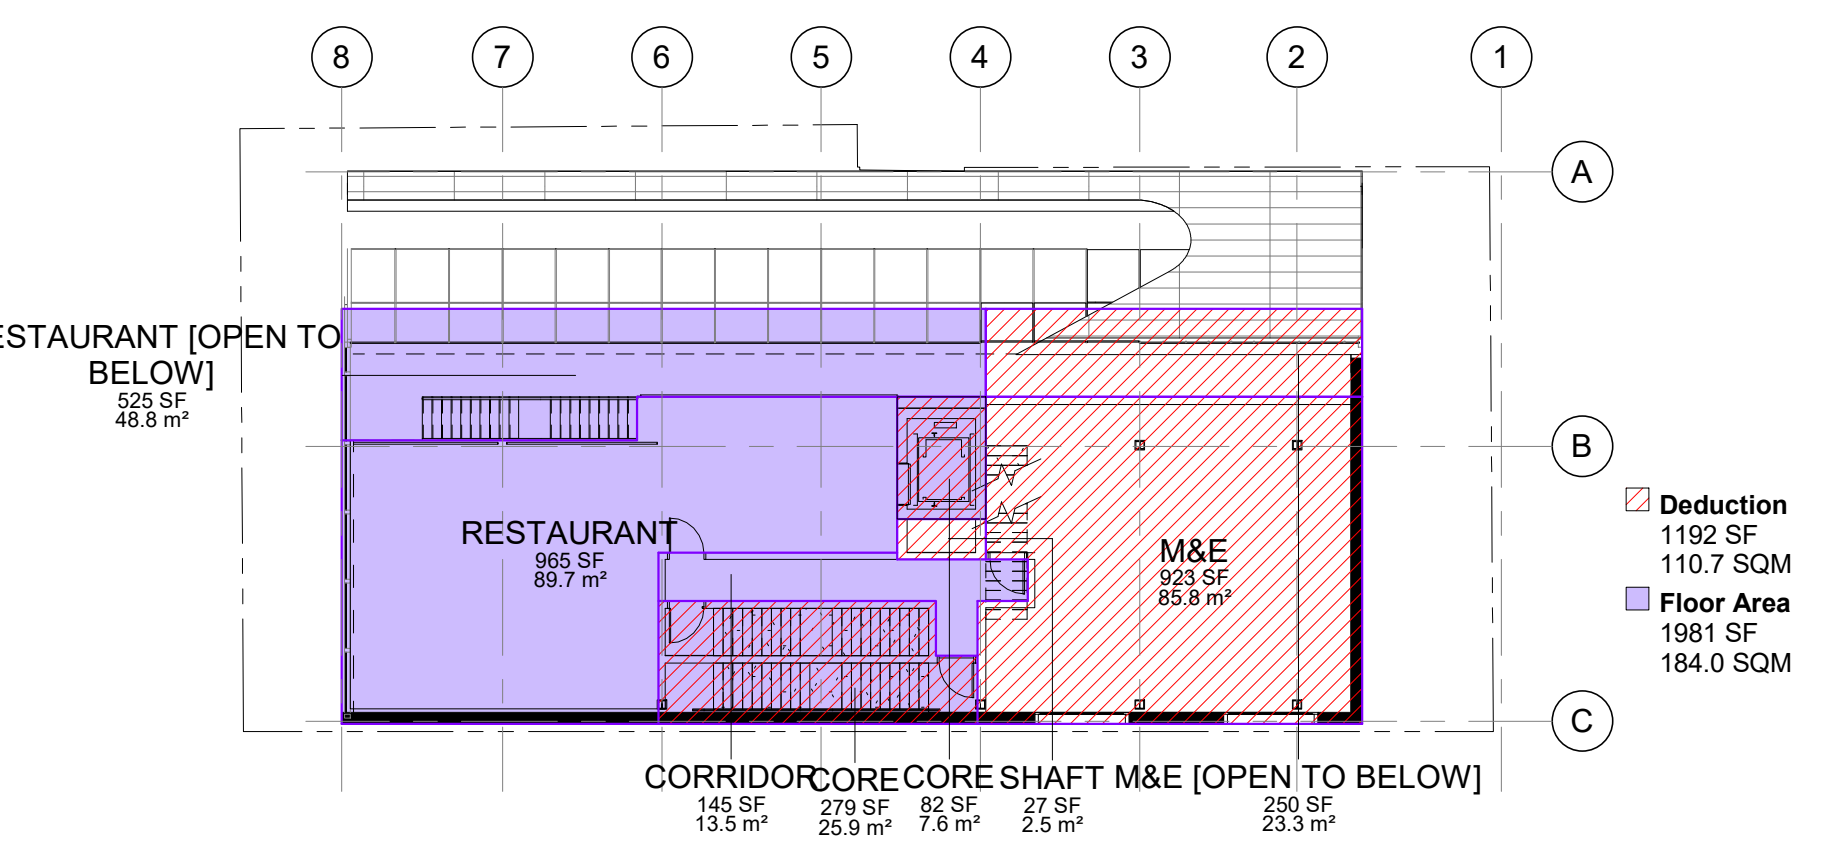 8 7 6 5 4 3 2 1
A
ESTAURANT [OPEN TO
BELOW]
525 SF
48.8 m²
B
RESTAURANT
965 SF
89.7 m²
M&E
923 SF
85.8 m²
Deduction
1192 SF
110.7 SQM
Floor Area
1981 SF
184.0 SQM
C
CORRIDOR
145 SF
13.5 m²
CORE
279 SF
25.9 m²
CORE
82 SF
7.6 m²
SHAFT
27 SF
2.5 m²
M&E [OPEN TO BELOW]
250 SF
23.3 m²